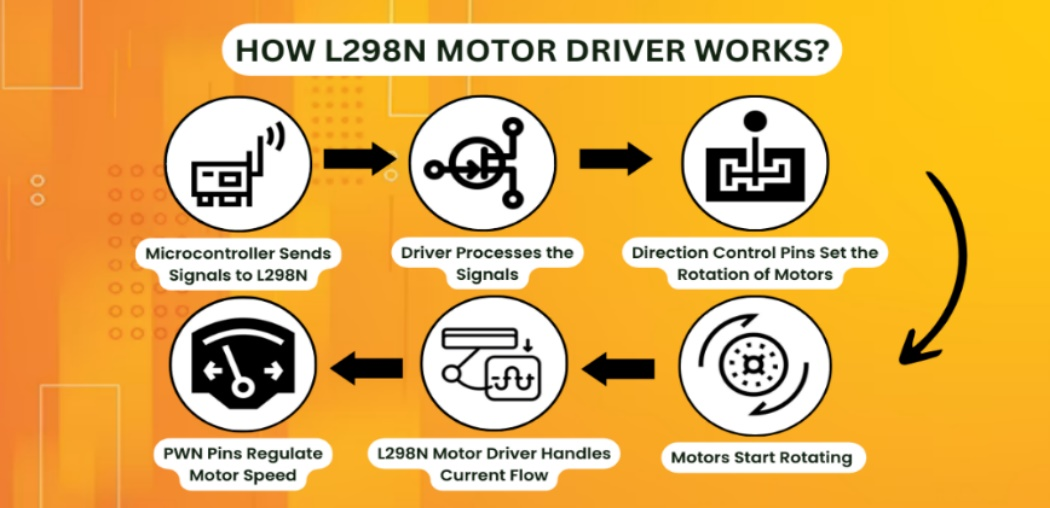 HOW L298N MOTOR DRIVER WORKS?
Microcontroller Sends
Signals to L298N
Driver Processes the
Signals
Direction Control Pins Set the
Rotation of Motors
PWN Pins Regulate
Motor Speed
L298N Motor Driver Handles
Current Flow
Motors Start Rotating